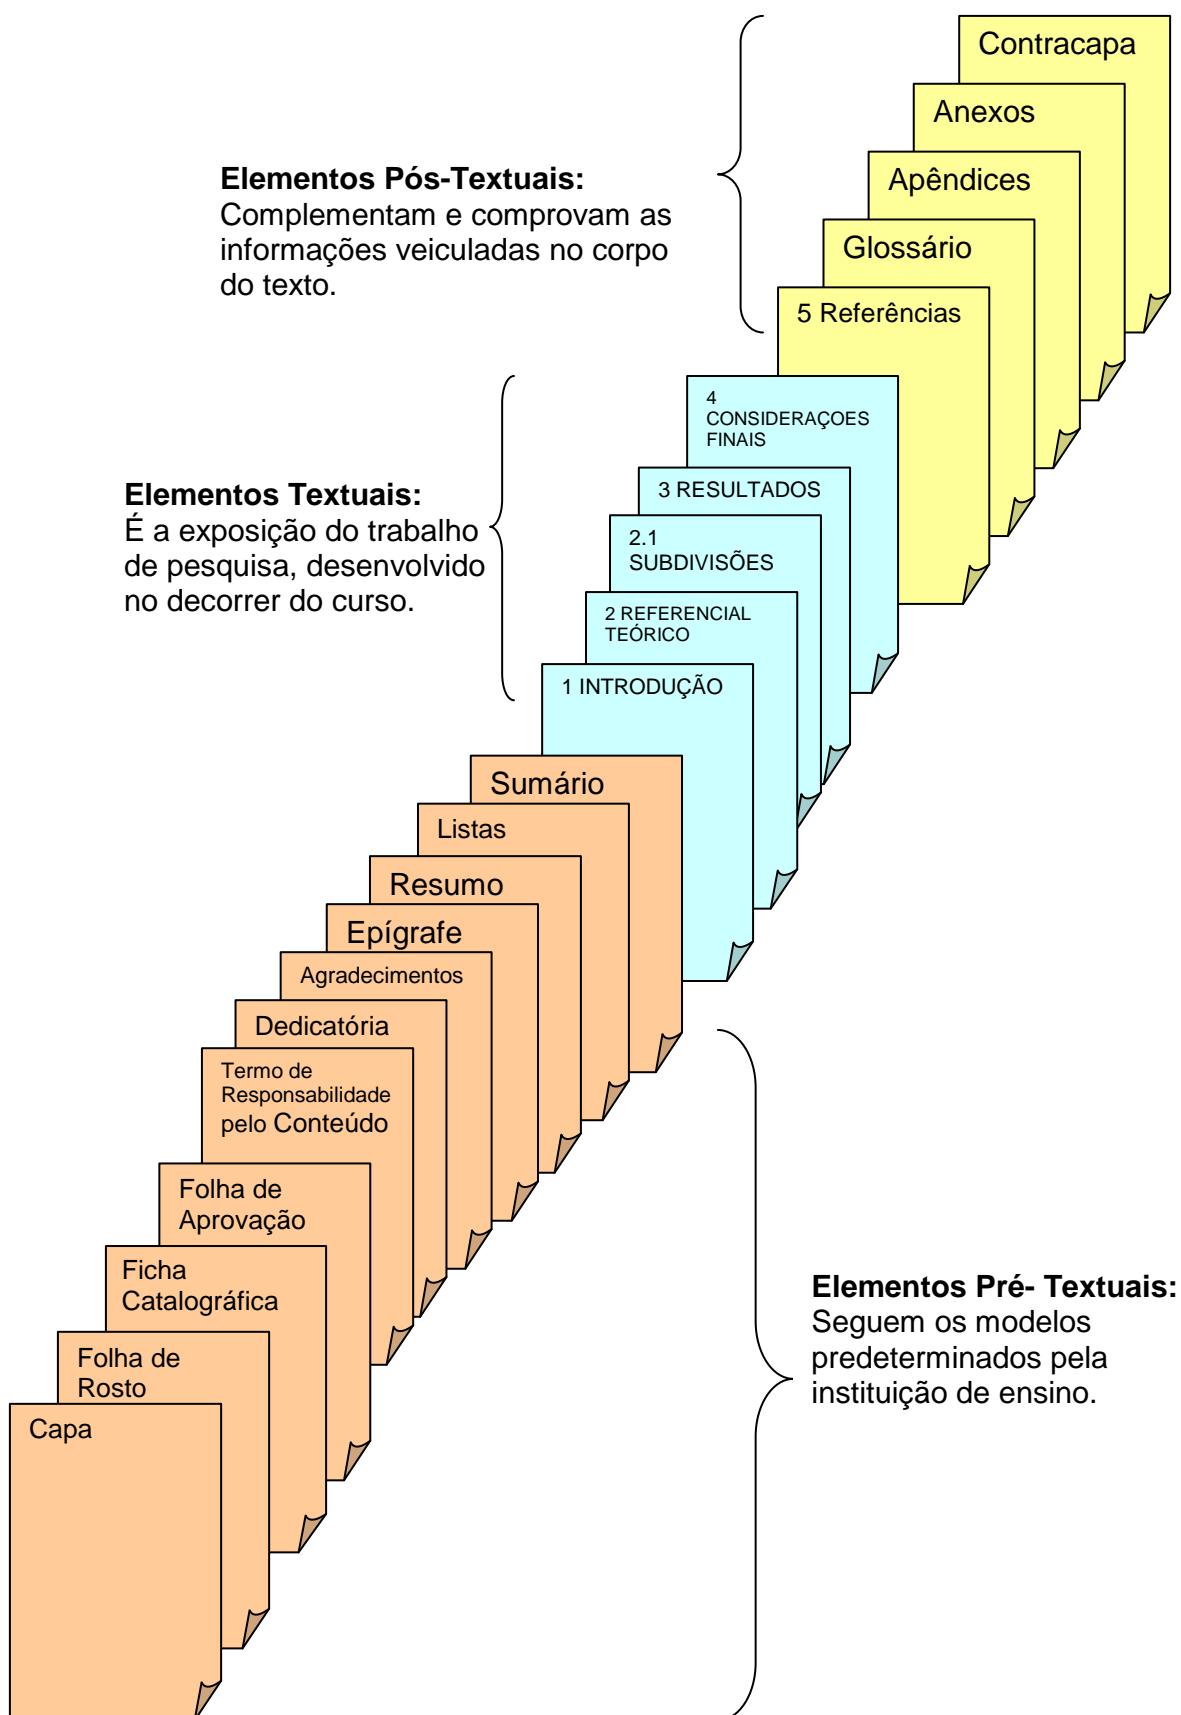 Contracapa
Anexos
Apêndices
Glossário
5 Referências
Elementos Pós-Textuais:
Complementam e comprovam as
informações veiculadas no corpo
do texto.
4
CONSIDERAÇOES
FINAIS
3 RESULTADOS
2.1
SUBDIVISÕES
2 REFERENCIAL
TEÓRICO
1 INTRODUÇÃO
Elementos Textuais:
É a exposição do trabalho
de pesquisa, desenvolvido
no decorrer do curso.
Sumário
Listas
Resumo
Epígrafe
Agradecimentos
Dedicatória
Termo de
Responsabilidade
pelo Conteúdo
Folha de
Aprovação
Ficha
Catalográfica
Folha de
Rosto
Capa
Elementos Pré- Textuais:
Seguem os modelos
predeterminados pela
instituição de ensino.